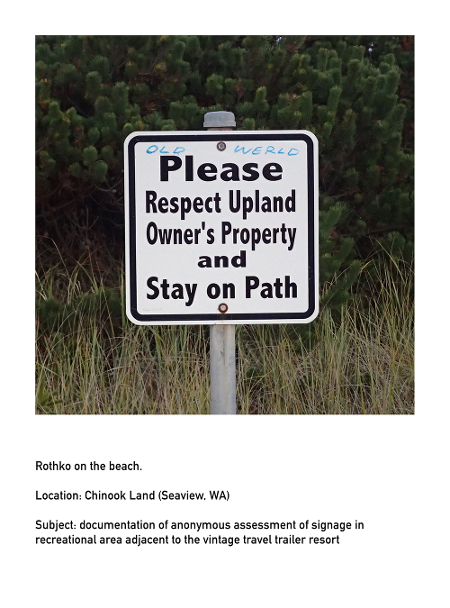 OLD WERLD
Please
Respect Upland
Owner's Property
and
Stay on Path
Rothko on the beach.
Location: Chinook Land (Seaview, WA)
Subject: documentation of anonymous assessment of signage in
recreational area adjacent to the vintage travel trailer resort